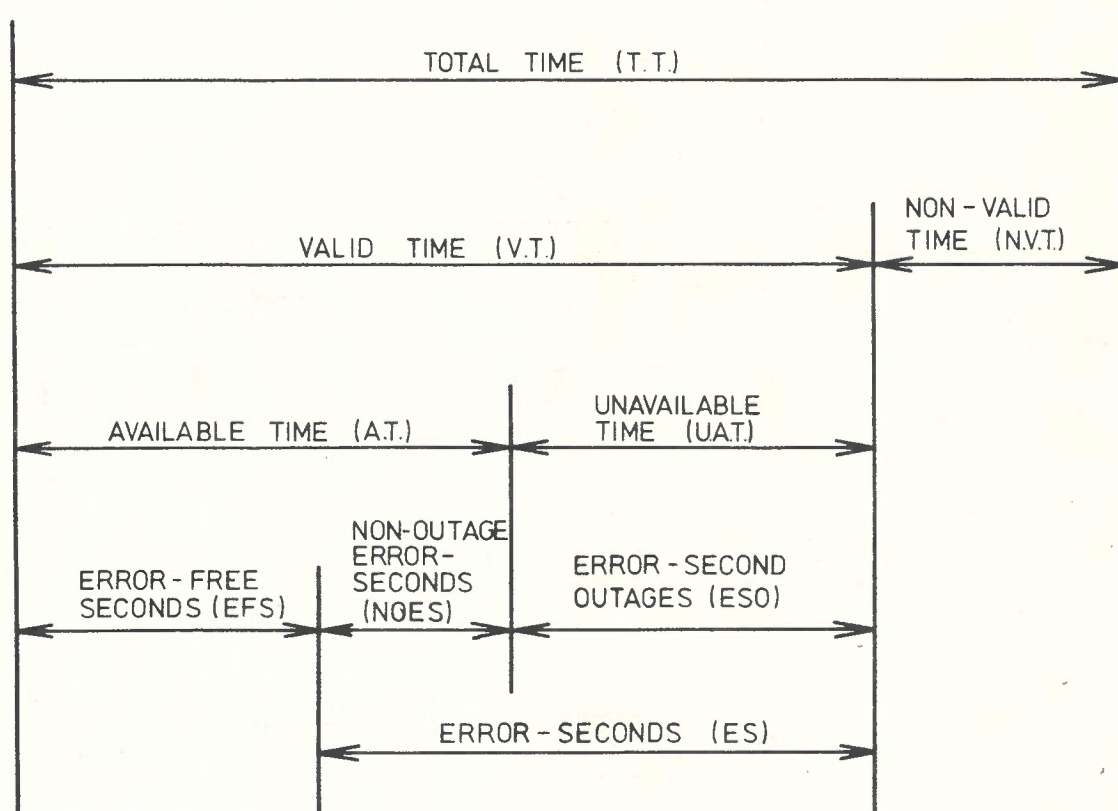 TOTAL TIME (T.T.)
NON-VALID
TIME (N.V.T.)
VALID TIME (V.T.)
UNAVAILABLE
TIME (U.A.T.)
AVAILABLE TIME (A.T.)
NON-OUTAGE
ERROR-
SECONDS
(NOES)
ERROR-FREE
SECONDS (EFS)
ERROR-SECOND
OUTAGES (ESO)
ERROR-SECONDS (ES)